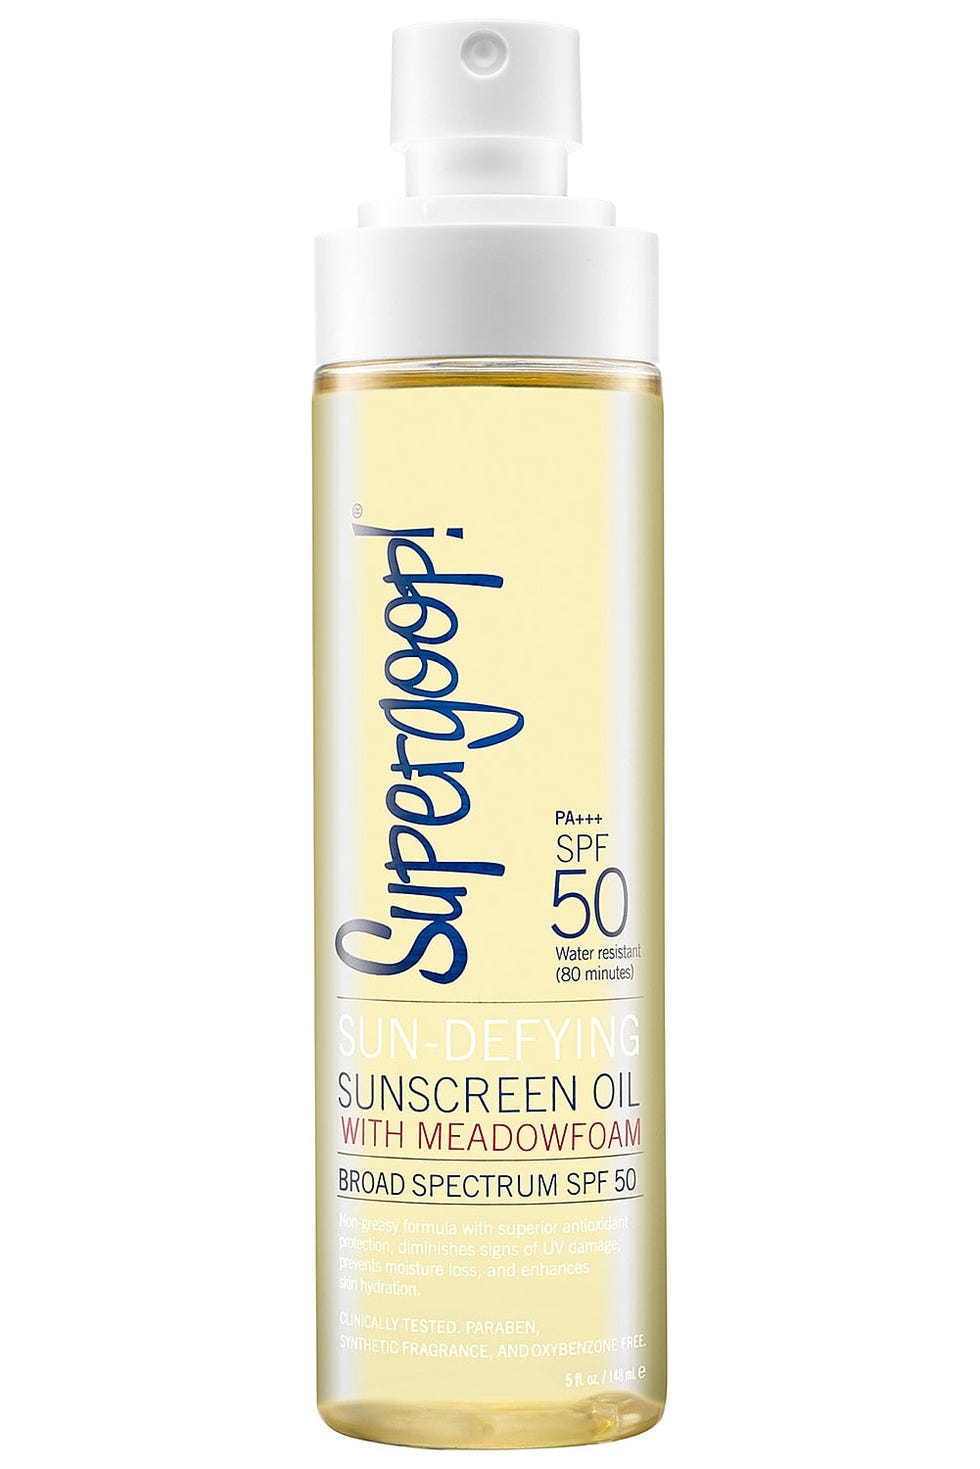 Supergoop!®
PA+++
SPF
50
Water resistant
(80 minutes)
SUN-DEFYING
SUNSCREEN OIL
WITH MEADOWFOAM
BROAD SPECTRUM SPF 50
Non-greasy formula with superior antioxidant
protection, diminishes signs of UV damage,
prevents moisture loss, and enhances
skin hydration.
CLINICALLY TESTED. PARABEN,
SYNTHETIC FRAGRANCE, AND OXYBENZONE FREE.
5 fl. oz. / 148 mL ℮